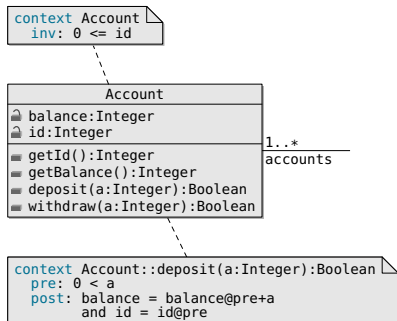 context Account
inv: 0 <= id
Account
balance:Integer
id:Integer
getId():Integer
getBalance():Integer
deposit(a:Integer):Boolean
withdraw(a:Integer):Boolean
1..*
accounts
context Account::deposit(a:Integer):Boolean
pre: 0 < a
post: balance = balance@pre+a
and id = id@pre